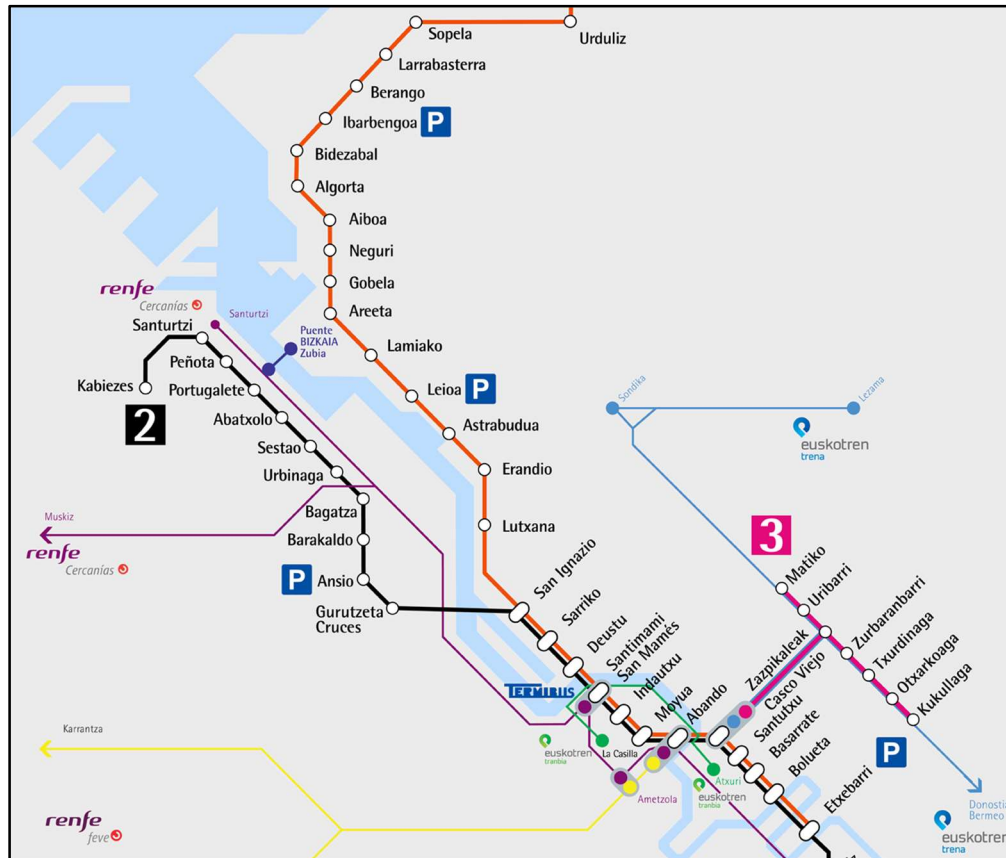 Sopela
Urduliz
Larrabasterra
Berango
Ibarbengoa
P
Bidezabal
Algorta
Aiboa
Neguri
Gobela
renfe
Cercanías
Santurtzi
Areeta
Santurtzi
Puente
BIZKAIA
Zubia
Peñota
Lamiako
Kabiezes
Portugalete
Leioa
P
2
Abatxolo
Astrabudua
Sondika
Lezama
euskotren
trena
Sestao
Urbinaga
Erandio
Bagatza
Muskiz
renfe
Cercanías
Lutxana
Barakaldo
3
P
Ansio
Gurutzeta
Cruces
San Ignazio
Sarriko
Deustu
Santimami
San Mamés
Indautxu
Moyua
Abando
Matiko
Uribarri
Zazpikaleak
Casco Viejo
Zurbaranbarri
Txurdinaga
Otxarkoaga
Kukullaga
Santutxu
Basarrate
Bolueta
Etxebarri
P
TERMIBUS
Karrantza
euskotren
tranbia
La Casilla
Atxuri
euskotren
tranbia
Ametzola
renfe
feve
Donostia
Bermeo
euskotren
trena